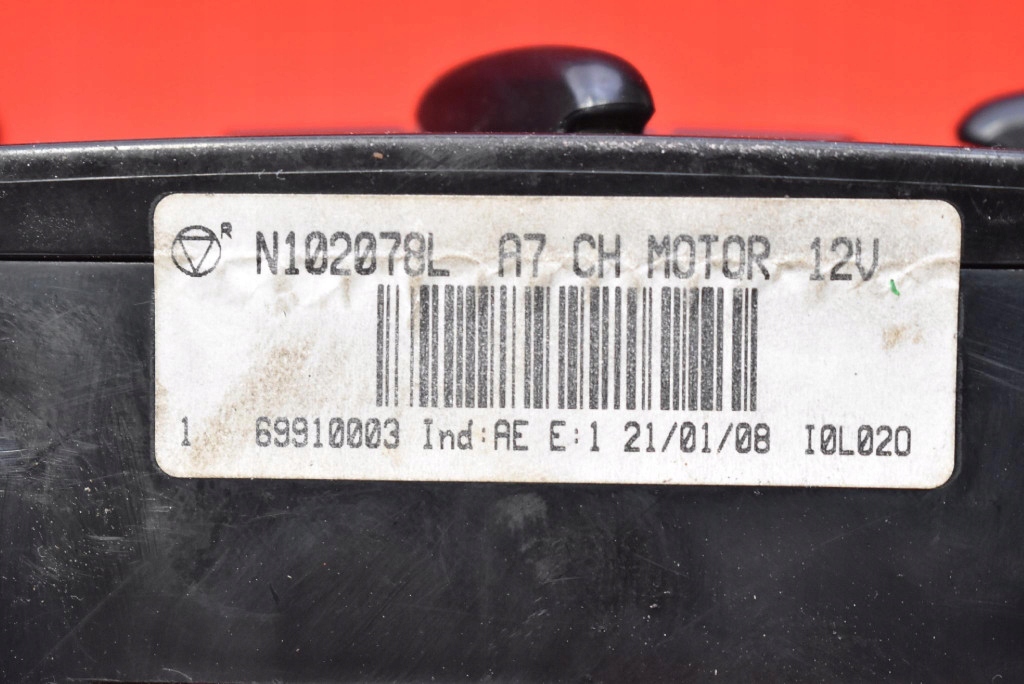 R
N102078L A7 CH MOTOR 12V
1 69910003 Ind:AE E:1 21/01/08 I0L020